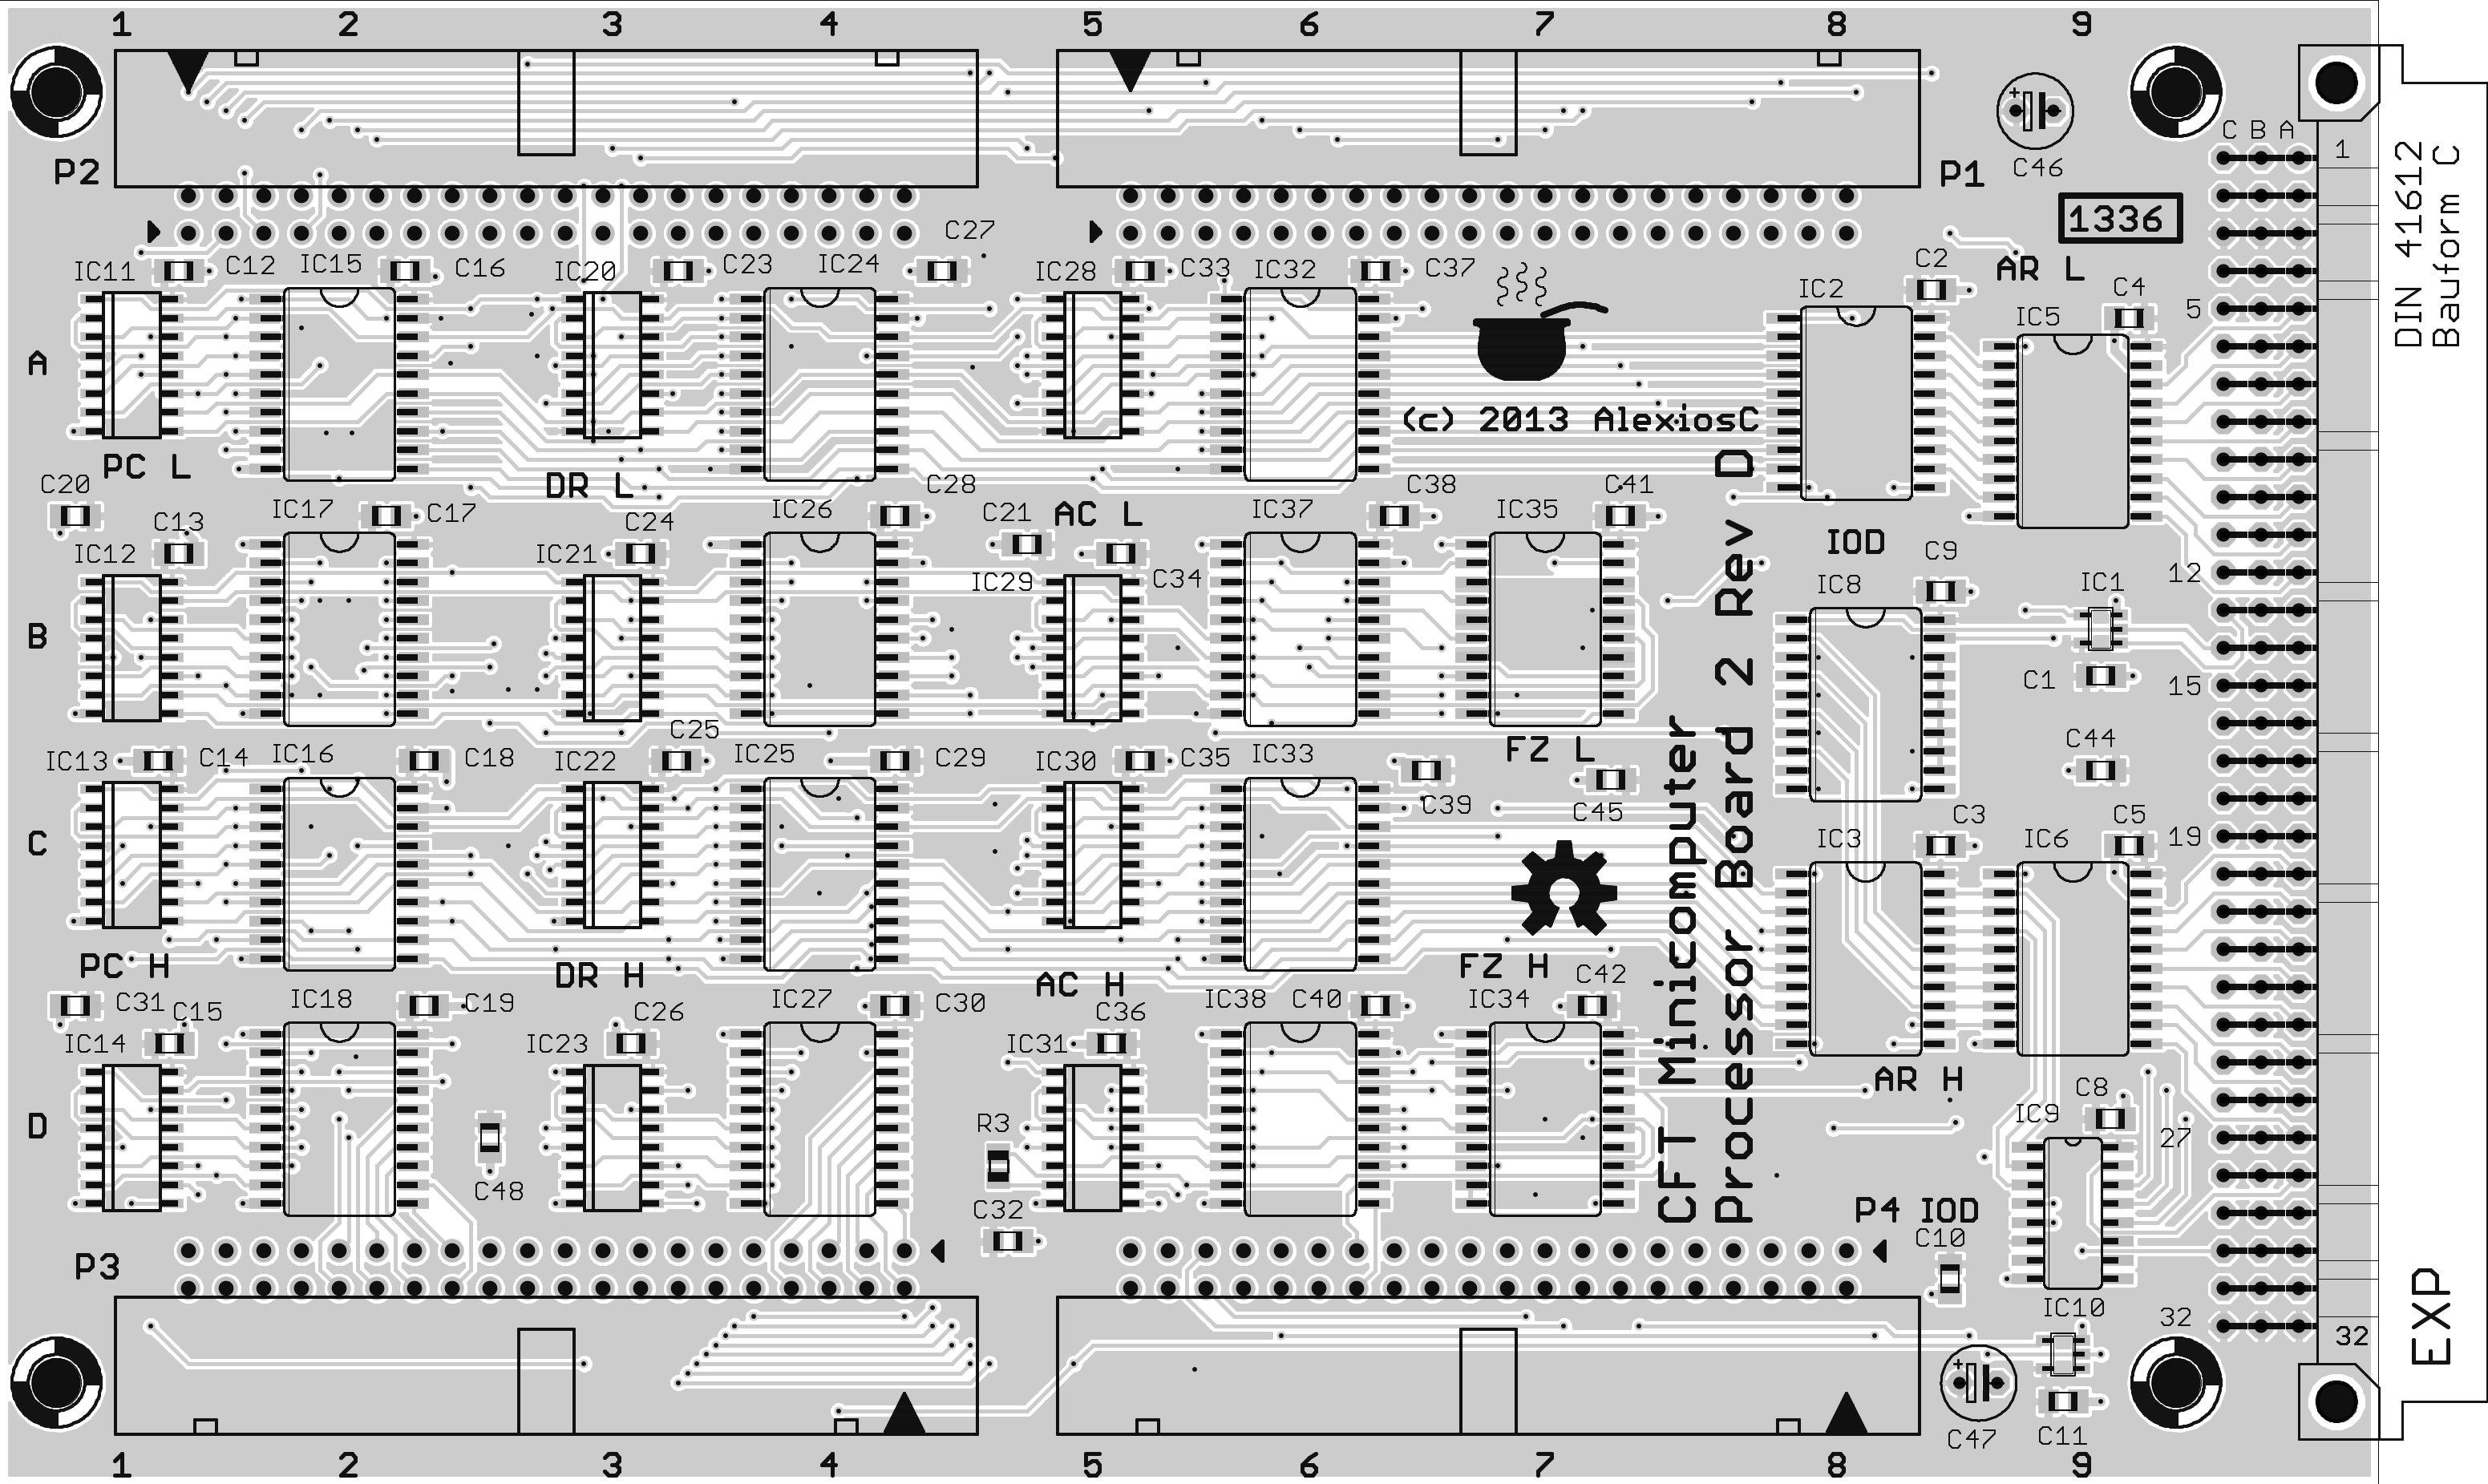 1 2 3 4 5 6 7 8 9
P2 P1 C46
C B A 1
DIN 41612
Bauform C
1336
C27
IC11 C12 IC15 C16 IC20 C23 IC24 IC28 C33 IC32 C37 C2 AR L
IC2 IC5 C4 5
A
(c) 2013 AlexiosC
PC L DR L
C20 C28 C38 C41
IC17 C17 IC26 C21 AC L IC37 IC35
C13 C24
IC12 IC21 IOD C9
IC29 C34 IC8 IC1 12
B
C1 15
C25 FZ L C44
IC13 C14 IC16 C18 IC22 IC25 C29 IC30 C35 IC33
C39 C45
C IC3 C3 IC6 C5 19
CFT Minicomputer
Processor Board 2 Rev D
PC H DR H AC H FZ H C42
C31 C15 IC18 C19 C26 IC27 C30 C36 IC38 C40 IC34
IC14 IC23 IC31
AR H C8
D R3 IC9 27
C48 C32 P4 IOD
C10
P3
EXP
IC10 32 32
C47 C11
1 2 3 4 5 6 7 8 9